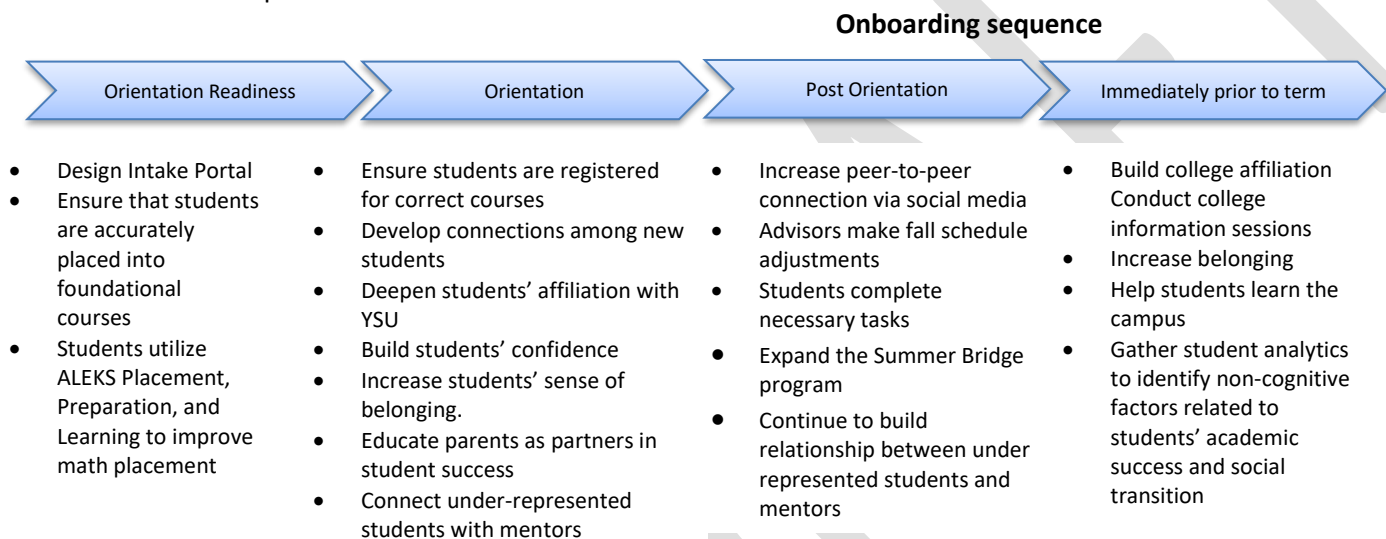 Onboarding sequence
Orientation Readiness
Orientation
Post Orientation
Immediately prior to term
• Design Intake Portal
• Ensure that students
are accurately
placed into
foundational
courses
• Students utilize
ALEKS Placement,
Preparation, and
Learning to improve
math placement
• Ensure students are registered
for correct courses
• Develop connections among new
students
• Deepen students’ affiliation with
YSU
• Build students’ confidence
• Increase students’ sense of
belonging.
• Educate parents as partners in
student success
• Connect under-represented
students with mentors
• Increase peer-to-peer
connection via social media
• Advisors make fall schedule
adjustments
• Students complete
necessary tasks
• Expand the Summer Bridge
program
• Continue to build
relationship between under
represented students and
mentors
• Build college affiliation
Conduct college
information sessions
• Increase belonging
• Help students learn the
campus
• Gather student analytics
to identify non-cognitive
factors related to
students’ academic
success and social
transition